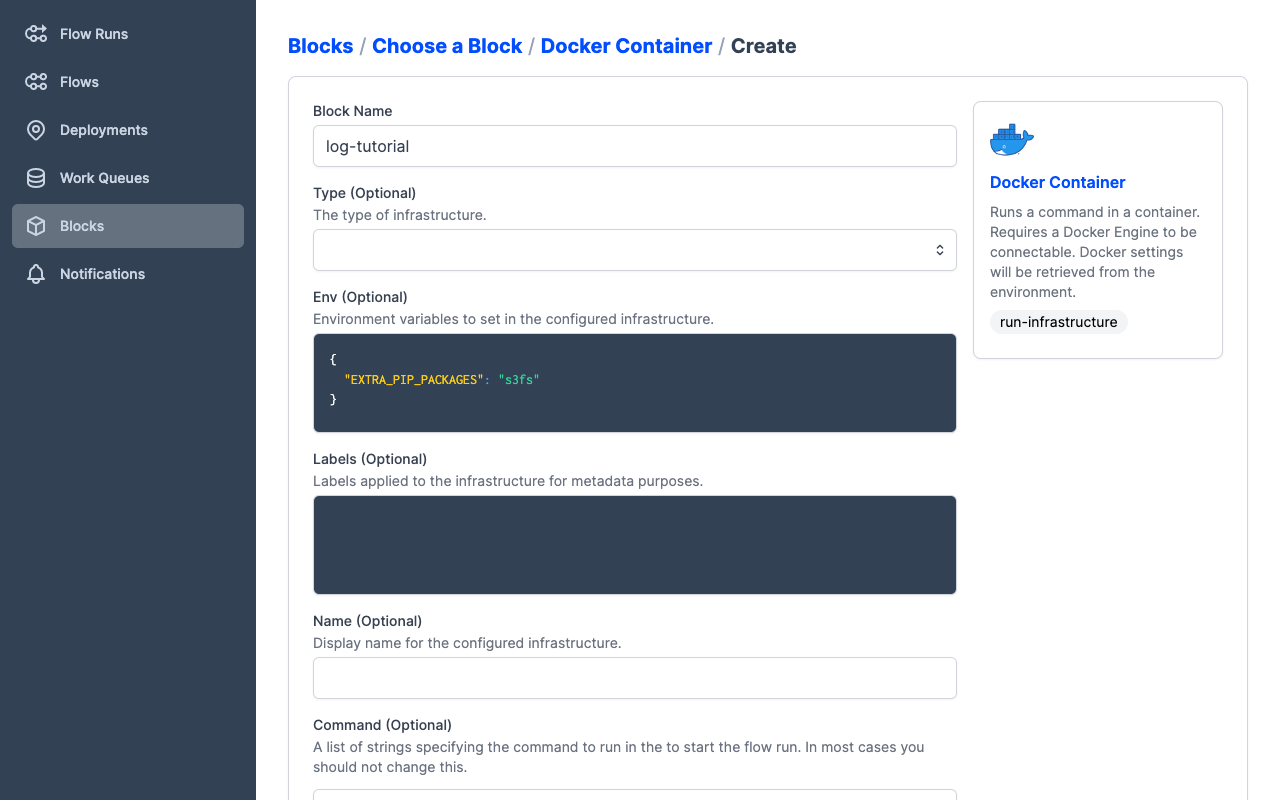 Flow Runs
Flows
Deployments
Work Queues
Blocks
Notifications
Blocks / Choose a Block / Docker Container / Create
Block Name
log-tutorial
Type (Optional)
The type of infrastructure.
Env (Optional)
Environment variables to set in the configured infrastructure.
{
"EXTRA_PIP_PACKAGES": "s3fs"
}
Labels (Optional)
Labels applied to the infrastructure for metadata purposes.
Name (Optional)
Display name for the configured infrastructure.
Command (Optional)
A list of strings specifying the command to run in the to start the flow run. In most cases you
should not change this.
Docker Container
Runs a command in a container.
Requires a Docker Engine to be
connectable. Docker settings
will be retrieved from the
environment.
run-infrastructure